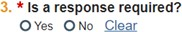 3. * Is a response required?
Yes No Clear